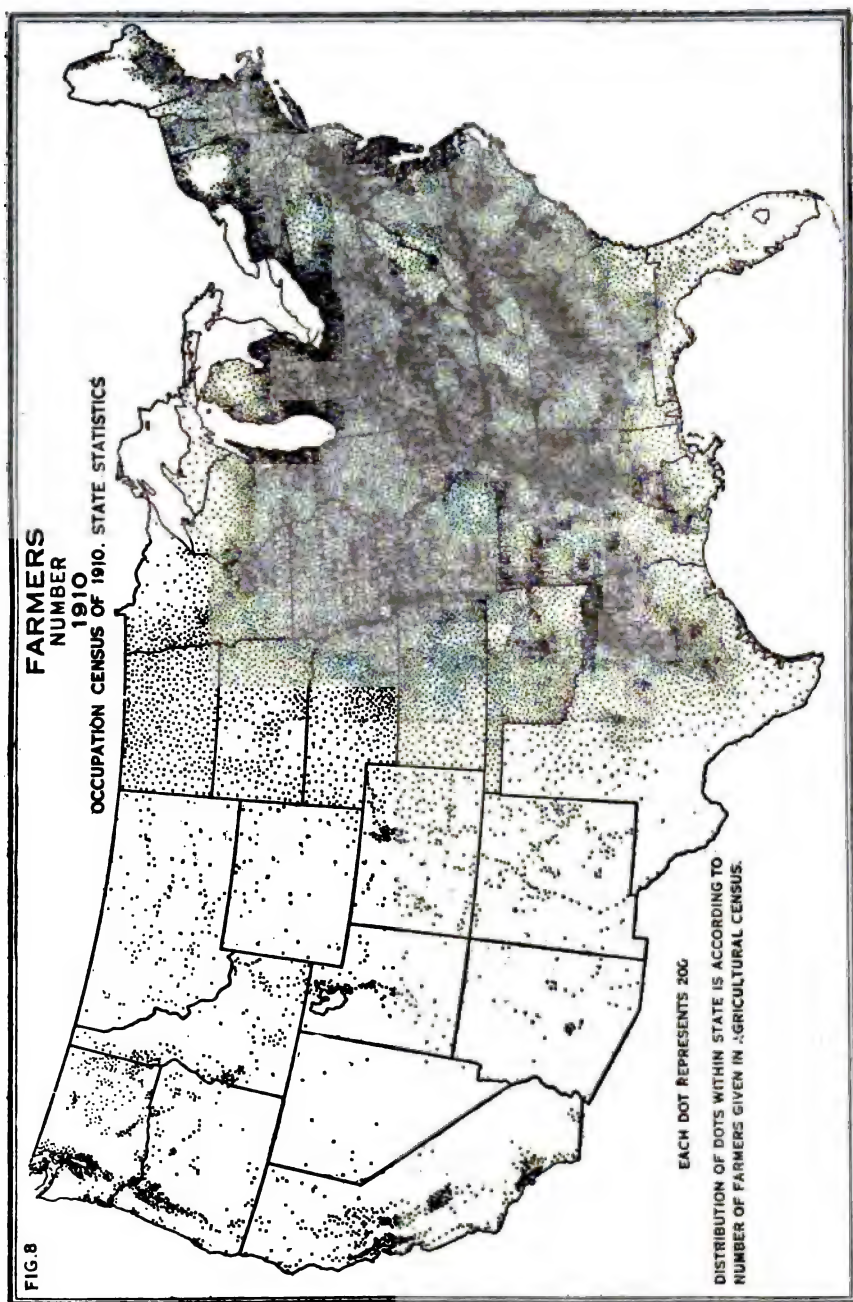 FIG.8
FARMERS
NUMBER
1910
OCCUPATION CENSUS OF 1910. STATE STATISTICS
EACH DOT REPRESENTS 200
DISTRIBUTION OF DOTS WITHIN STATE IS ACCORDING TO
NUMBER OF FARMERS GIVEN IN AGRICULTURAL CENSUS.